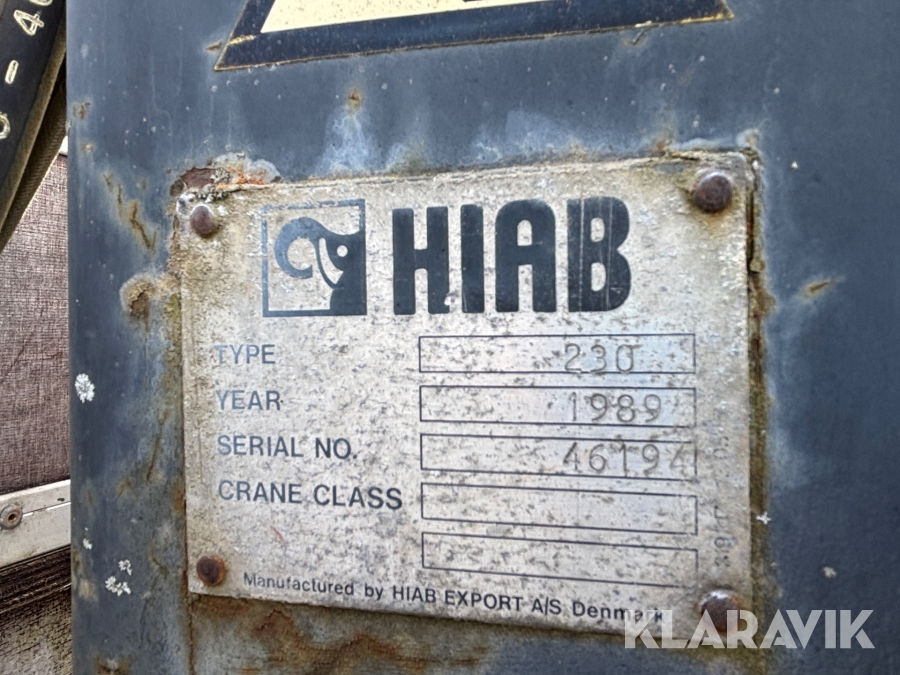 HIAB
TYPE 230
YEAR 1989
SERIAL NO. 46194
CRANE CLASS
Manufactured by HIAB EXPORT A/S Denmark
KLARAVIK